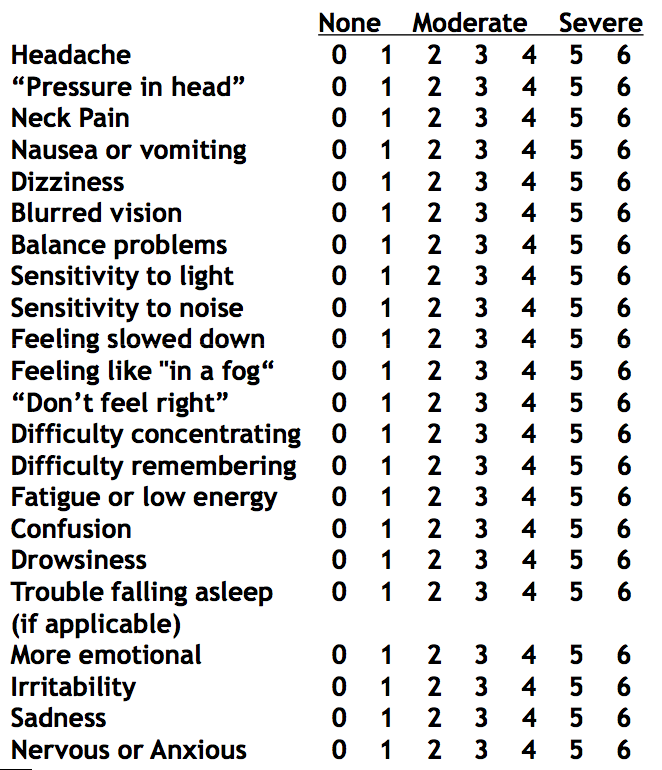 None Moderate Severe
Headache 0 1 2 3 4 5 6
“Pressure in head” 0 1 2 3 4 5 6
Neck Pain 0 1 2 3 4 5 6
Nausea or vomiting 0 1 2 3 4 5 6
Dizziness 0 1 2 3 4 5 6
Blurred vision 0 1 2 3 4 5 6
Balance problems 0 1 2 3 4 5 6
Sensitivity to light 0 1 2 3 4 5 6
Sensitivity to noise 0 1 2 3 4 5 6
Feeling slowed down 0 1 2 3 4 5 6
Feeling like "in a fog“ 0 1 2 3 4 5 6
“Don’t feel right” 0 1 2 3 4 5 6
Difficulty concentrating 0 1 2 3 4 5 6
Difficulty remembering 0 1 2 3 4 5 6
Fatigue or low energy 0 1 2 3 4 5 6
Confusion 0 1 2 3 4 5 6
Drowsiness 0 1 2 3 4 5 6
Trouble falling asleep 0 1 2 3 4 5 6
(if applicable)
More emotional 0 1 2 3 4 5 6
Irritability 0 1 2 3 4 5 6
Sadness 0 1 2 3 4 5 6
Nervous or Anxious 0 1 2 3 4 5 6